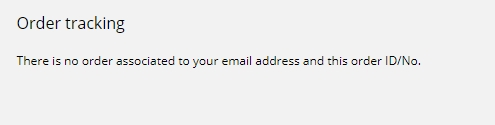 Order tracking
There is no order associated to your email address and this order ID/No.